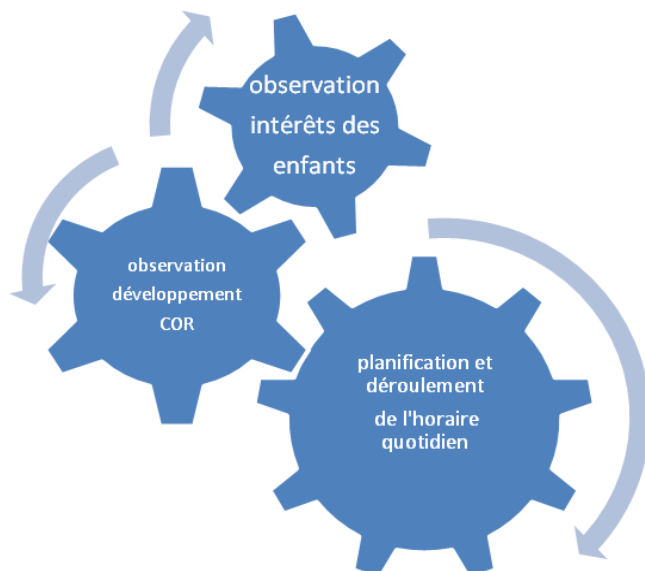 observation
intérêts des
enfants
observation
développement
COR
planification et
déroulement
de l'horaire
quotidien